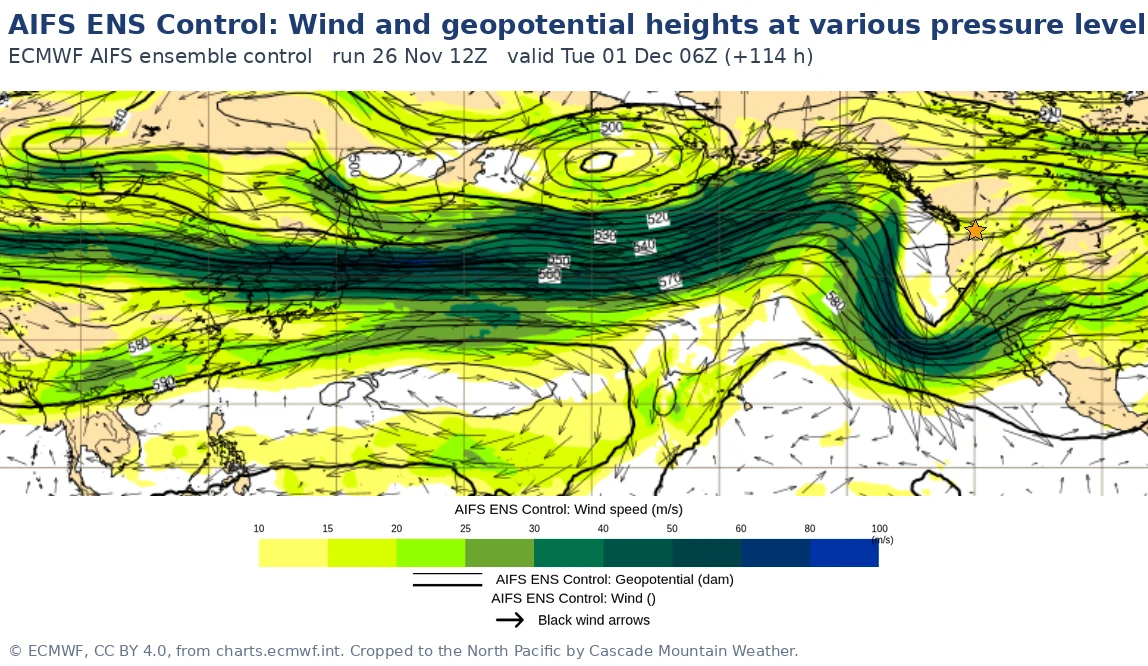 AIFS ENS Control: Wind and geopotential heights at various pressure level
ECMWF AIFS ensemble control run 26 Nov 12Z valid Tue 01 Dec 06Z (+114 h)
500
500
520
530
540
550
560
570
580
580
590
AIFS ENS Control: Wind speed (m/s)
10 15 20 25 30 40 50 60 80 100
(m/s)
AIFS ENS Control: Geopotential (dam)
AIFS ENS Control: Wind ()
Black wind arrows
© ECMWF, CC BY 4.0, from charts.ecmwf.int. Cropped to the North Pacific by Cascade Mountain Weather.